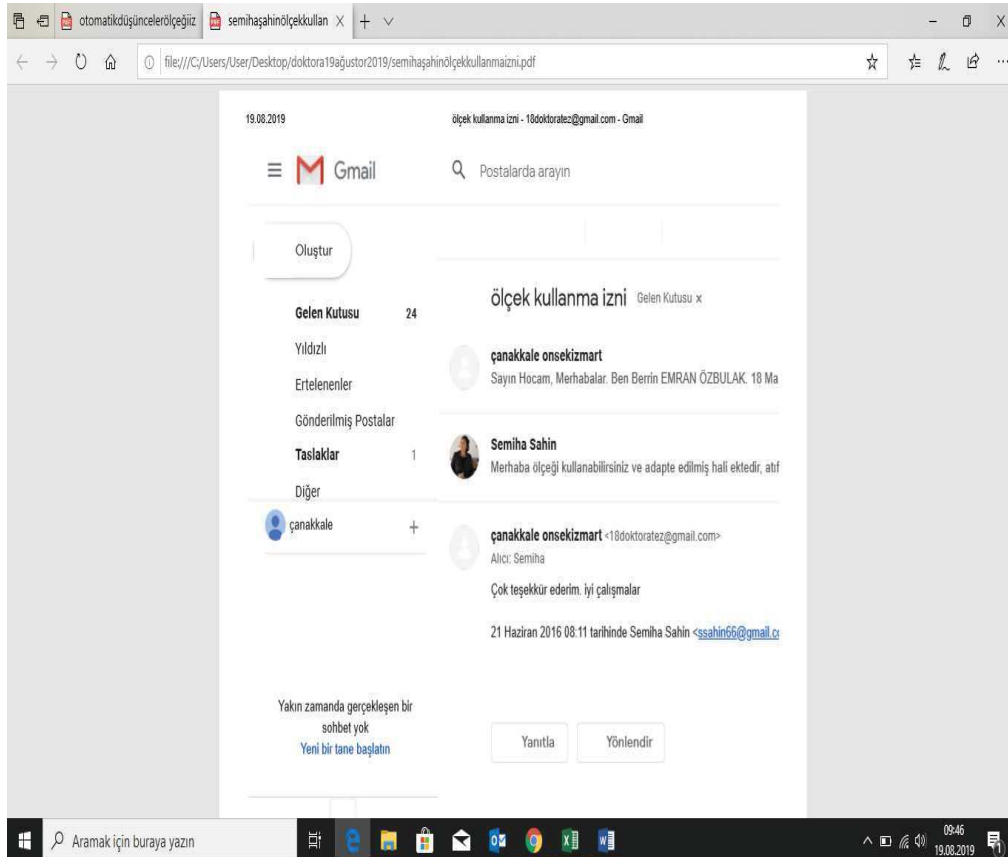 otomatikdüşüncelerölçeğiiz
semihaşahinölçekkullan
file:///C:/Users/User/Desktop/doktora19ağustor2019/semihaşahinölçekkullanmaizni.pdf
19.08.2019 ölçek kullanma izni - 18doktoratez@gmail.com - Gmail
Gmail
Postalarda arayın
Oluştur
ölçek kullanma izni Gelen Kutusu x
Gelen Kutusu 24
Yıldızlı
Ertelenenler
Gönderilmiş Postalar
Taslaklar 1
Diğer
çanakkale +
çanakkale onsekizmart
Sayın Hocam, Merhabalar. Ben Berrin EMRAN ÖZBULAK. 18 Ma
Semiha Sahin
Merhaba ölçeği kullanabilirsiniz ve adapte edilmiş hali ektedir, atıf
çanakkale onsekizmart <18doktoratez@gmail.com>
Alıcı: Semiha
Çok teşekkür ederim. iyi çalışmalar
21 Haziran 2016 08:11 tarihinde Semiha Sahin <ssahin66@gmail.co
Yakın zamanda gerçekleşen bir
sohbet yok
Yeni bir tane başlatın
Yanıtla Yönlendir
Aramak için buraya yazın
09:46
19.08.2019